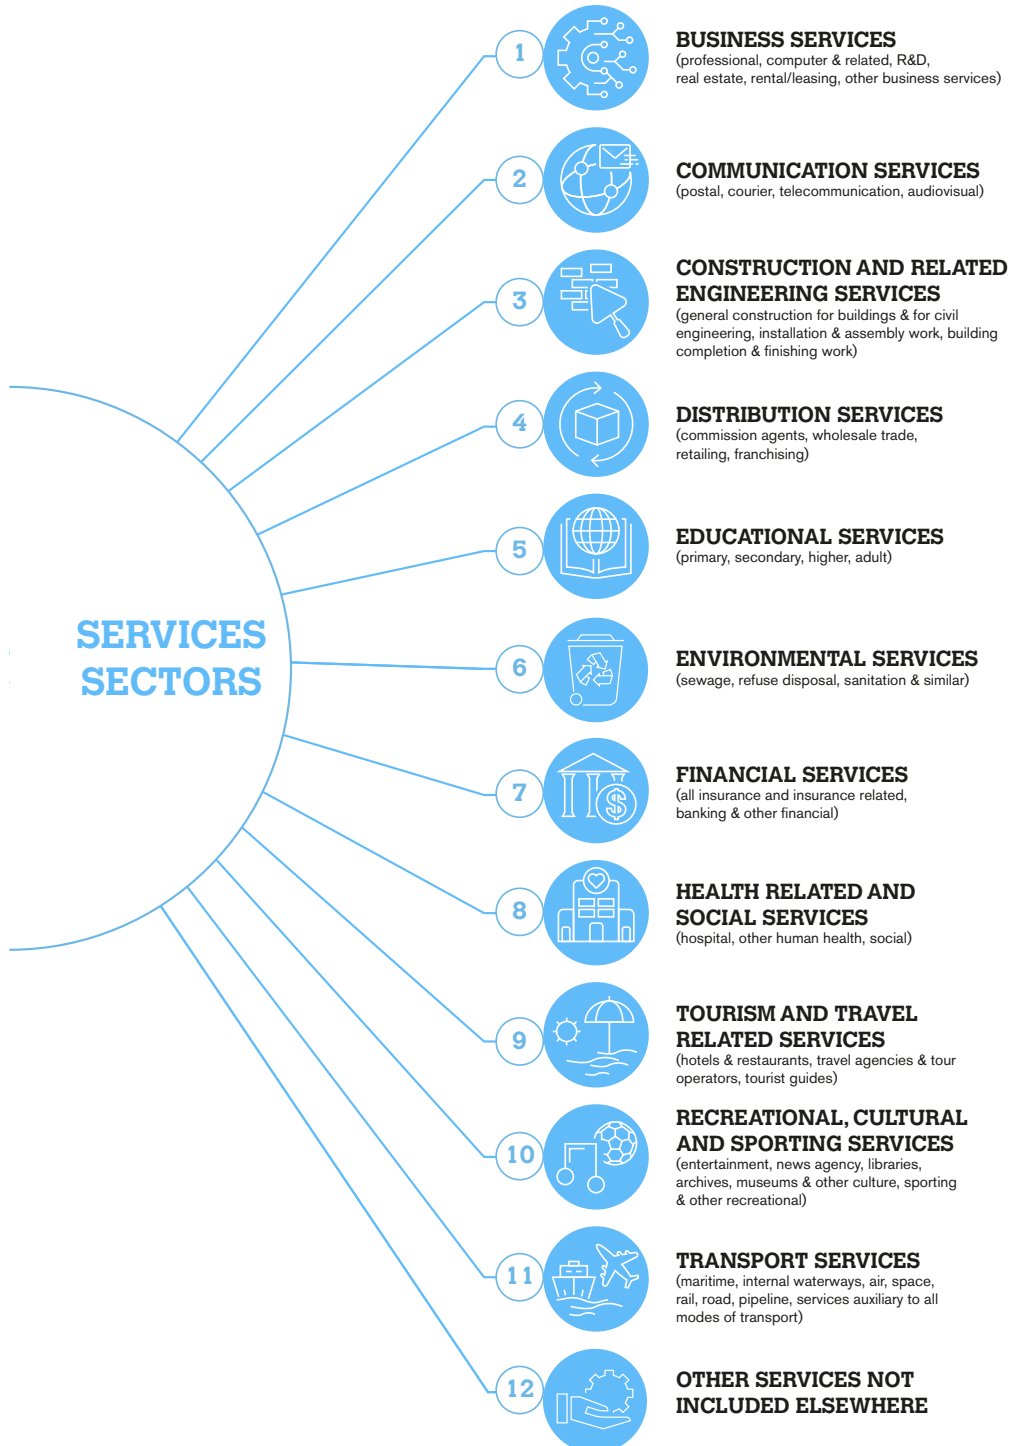 SERVICES
SECTORS
1
BUSINESS SERVICES
(professional, computer & related, R&D,
real estate, rental/leasing, other business services)
2
COMMUNICATION SERVICES
(postal, courier, telecommunication, audiovisual)
3
CONSTRUCTION AND RELATED
ENGINEERING SERVICES
(general construction for buildings & for civil
engineering, installation & assembly work, building
completion & finishing work)
4
DISTRIBUTION SERVICES
(commission agents, wholesale trade,
retailing, franchising)
5
EDUCATIONAL SERVICES
(primary, secondary, higher, adult)
6
ENVIRONMENTAL SERVICES
(sewage, refuse disposal, sanitation & similar)
7
FINANCIAL SERVICES
(all insurance and insurance related,
banking & other financial)
$
8
HEALTH RELATED AND
SOCIAL SERVICES
(hospital, other human health, social)
9
TOURISM AND TRAVEL
RELATED SERVICES
(hotels & restaurants, travel agencies & tour
operators, tourist guides)
10
RECREATIONAL, CULTURAL
AND SPORTING SERVICES
(entertainment, news agency, libraries,
archives, museums & other culture, sporting
& other recreational)
11
TRANSPORT SERVICES
(maritime, internal waterways, air, space,
rail, road, pipeline, services auxiliary to all
modes of transport)
12
OTHER SERVICES NOT
INCLUDED ELSEWHERE